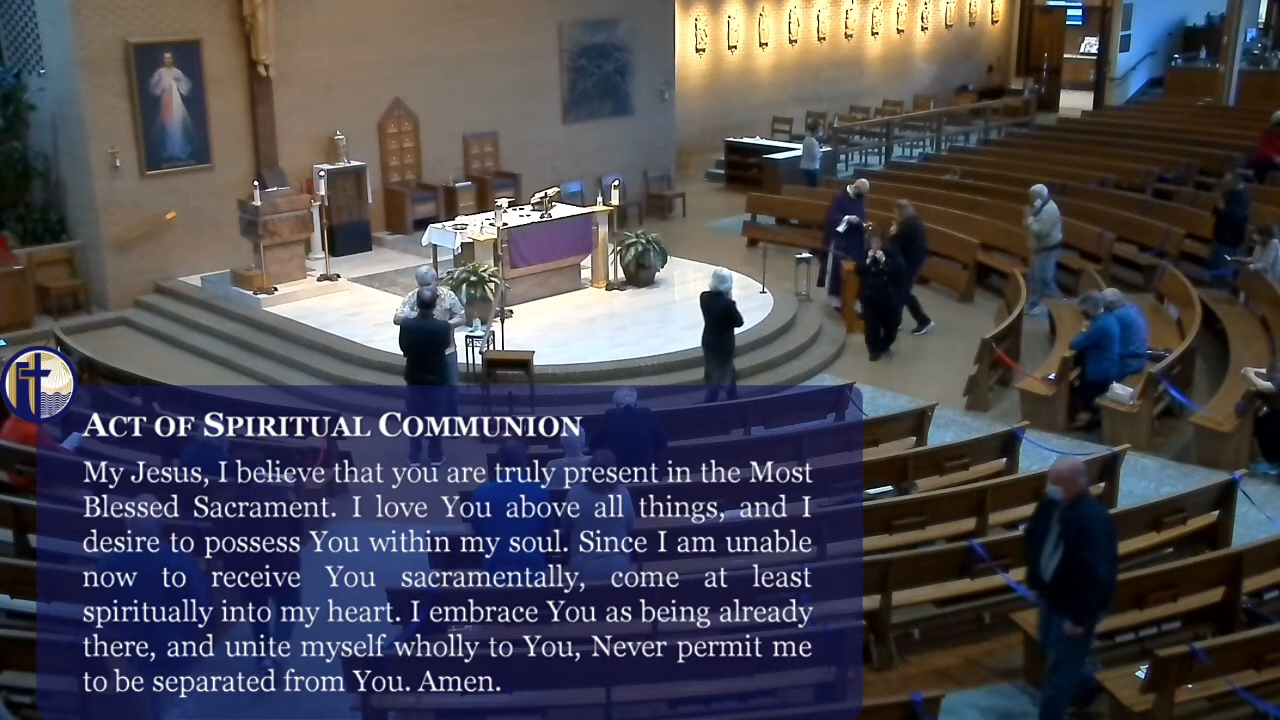 Act of Spiritual Communion
My Jesus, I believe that you are truly present in the Most
Blessed Sacrament. I love You above all things, and I
desire to possess You within my soul. Since I am unable
now to receive You sacramentally, come at least
spiritually into my heart. I embrace You as being already
there, and unite myself wholly to You, Never permit me
to be separated from You. Amen.